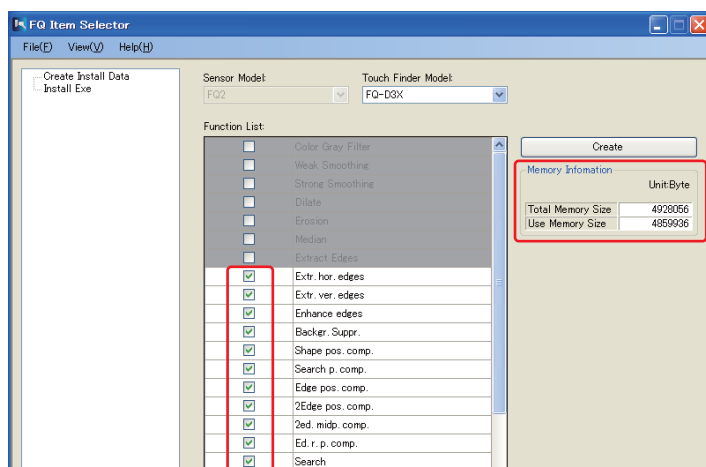 FQ Item Selector
File(F) View(V) Help(H)
Create Install Data
Install Exe
Sensor Model:
FQ2
Touch Finder Model:
FQ-D3X
Function List:
Color Gray Filter
Weak Smoothing
Strong Smoothing
Dilate
Erosion
Median
Extract Edges
Extr. hor. edges
Extr. ver. edges
Enhance edges
Backgr. Suppr.
Shape pos. comp.
Search p. comp.
Edge pos. comp.
2Edge pos. comp.
2ed. midp. comp.
Ed. r. p. comp.
Search
Create
Memory Infomation
Unit:Byte
Total Memory Size 4928056
Use Memory Size 4859936